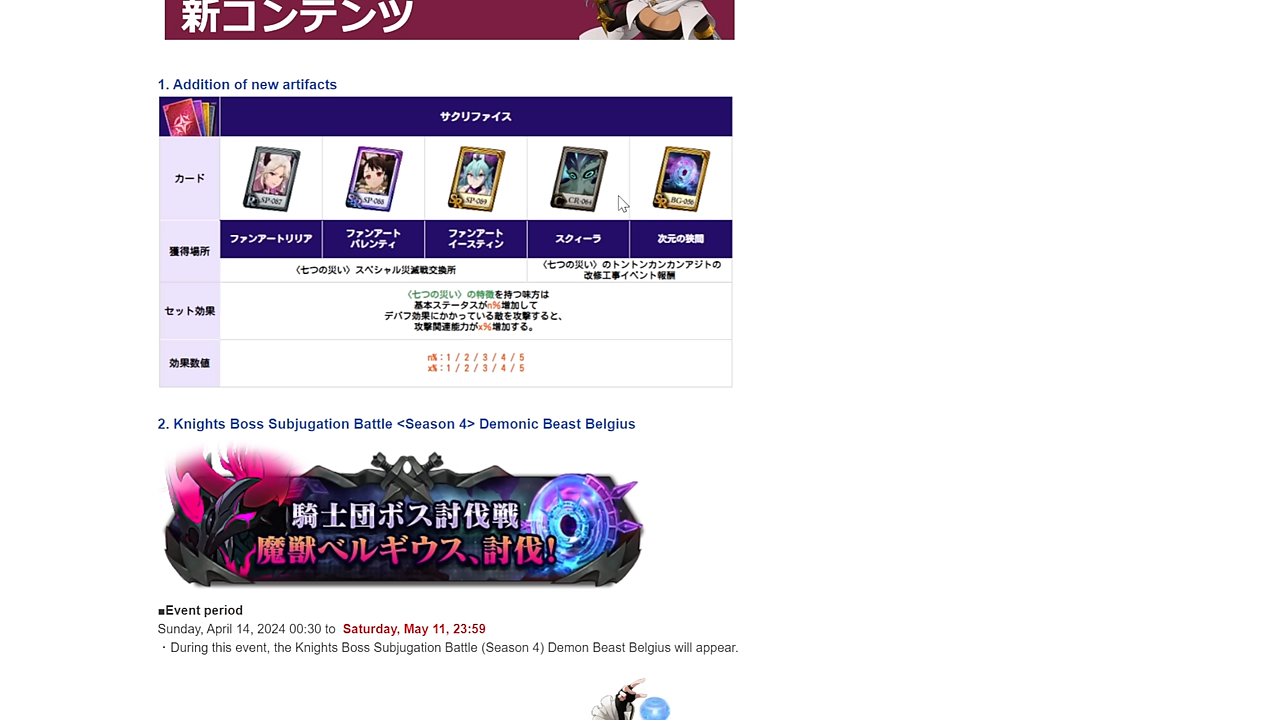 新コンテンツ
1. Addition of new artifacts
サクリファイス
カード
R SP-087
SR SP-088
SSR SP-089
C CR-064
SSR BG-056
獲得場所
ファンアートリリア
ファンアート
バレンティ
ファンアート
イースティン
スクィーラ
次元の狭間
〈七つの災い〉スペシャル災滅戦交換所
〈七つの災い〉のトントンカンカンアジトの
改修工事イベント報酬
セット効果
〈七つの災い〉の特徴を持つ味方は
基本ステータスがn%増加して
デバフ効果にかかっている敵を攻撃すると、
攻撃関連能力がx%増加する。
効果数値
n%：1 / 2 / 3 / 4 / 5
x%：1 / 2 / 3 / 4 / 5
2. Knights Boss Subjugation Battle <Season 4> Demonic Beast Belgius
騎士団ボス討伐戦
魔獣ベルギウス、討伐！
■Event period
Sunday, April 14, 2024 00:30 to Saturday, May 11, 23:59
・During this event, the Knights Boss Subjugation Battle (Season 4) Demon Beast Belgius will appear.